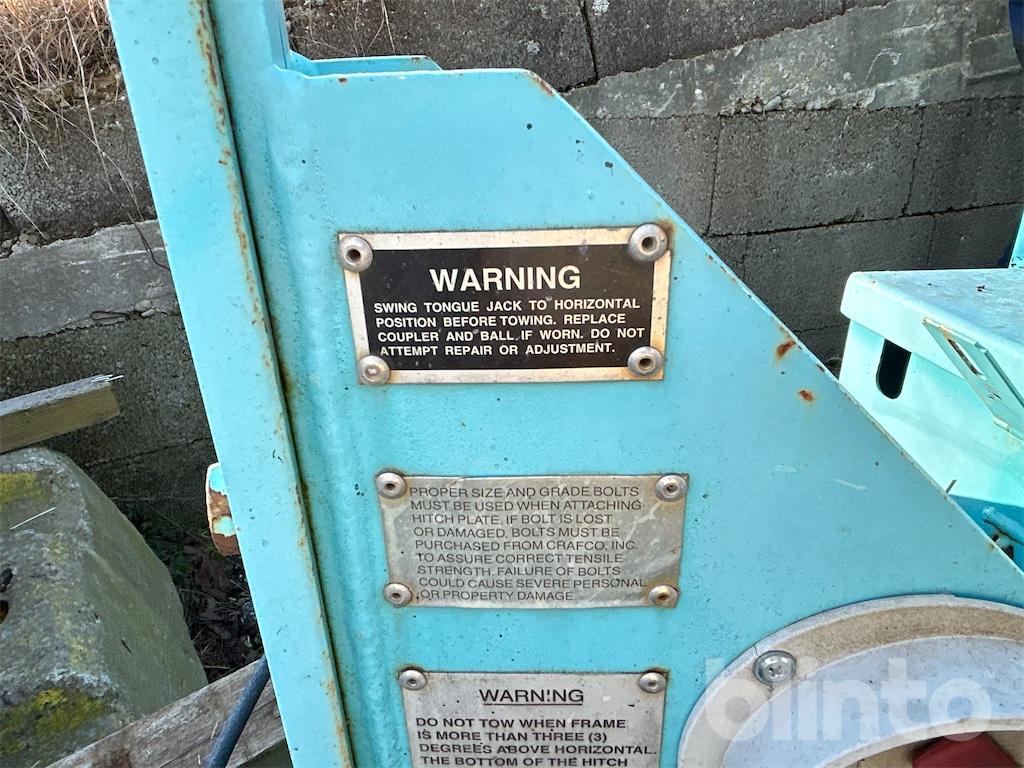 WARNING
SWING TONGUE JACK TO HORIZONTAL
POSITION BEFORE TOWING. REPLACE
COUPLER AND BALL IF WORN. DO NOT
ATTEMPT REPAIR OR ADJUSTMENT.
PROPER SIZE AND GRADE BOLTS
MUST BE USED WHEN ATTACHING
HITCH PLATE. IF BOLT IS LOST
OR DAMAGED, BOLTS MUST BE
PURCHASED FROM CRAFCO, INC.
TO ASSURE CORRECT TENSILE
STRENGTH. FAILURE OF BOLTS
COULD CAUSE SEVERE PERSONAL
OR PROPERTY DAMAGE.
WARNING
DO NOT TOW WHEN FRAME
IS MORE THAN THREE (3)
DEGREES ABOVE HORIZONTAL.
THE BOTTOM OF THE HITCH
blinto